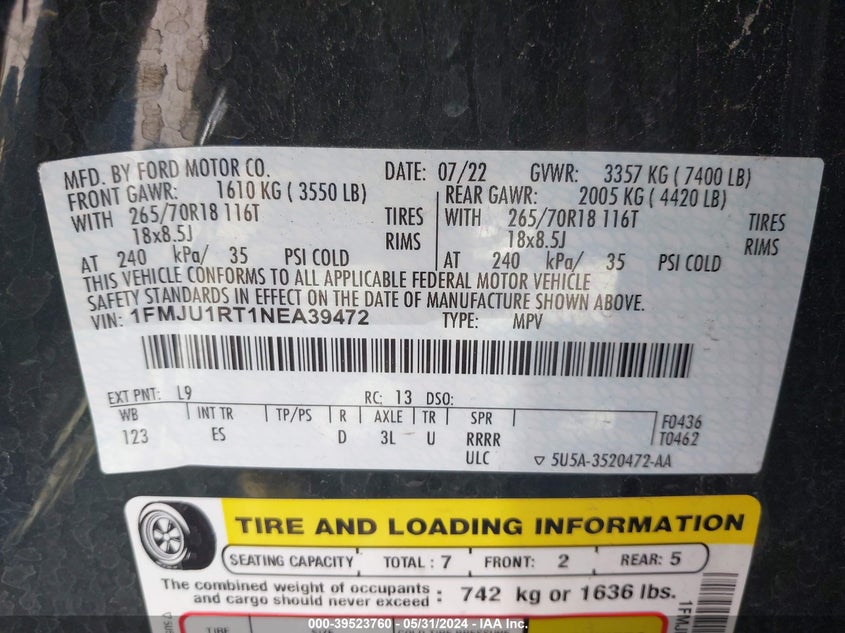 MFD. BY FORD MOTOR CO. DATE: 07/22 GVWR: 3357 KG ( 7400 LB)
FRONT GAWR: 1610 KG ( 3550 LB) REAR GAWR: 2005 KG ( 4420 LB)
WITH 265/70R18 116T TIRES WITH 265/70R18 116T TIRES
18x8.5J RIMS 18x8.5J RIMS
AT 240 kPa/ 35 PSI COLD AT 240 kPa/ 35 PSI COLD
THIS VEHICLE CONFORMS TO ALL APPLICABLE FEDERAL MOTOR VEHICLE
SAFETY STANDARDS IN EFFECT ON THE DATE OF MANUFACTURE SHOWN ABOVE.
VIN: 1FMJU1RT1NEA39472 TYPE: MPV
EXT PNT: L9 RC: 13 DSO:
WB INT TR TP/PS R AXLE TR SPR F0436
123 ES D 3L U RRRR T0462
ULC ▽ 5U5A-3520472-AA
TIRE AND LOADING INFORMATION
SEATING CAPACITY TOTAL : 7 FRONT: 2 REAR: 5
The combined weight of occupants and cargo should never exceed : 742 kg or 1636 lbs.
1FMJ
TIRE SIZE COLD TIRE PRESSURE
000-39523760 - 05/31/2024 - IAA Inc.